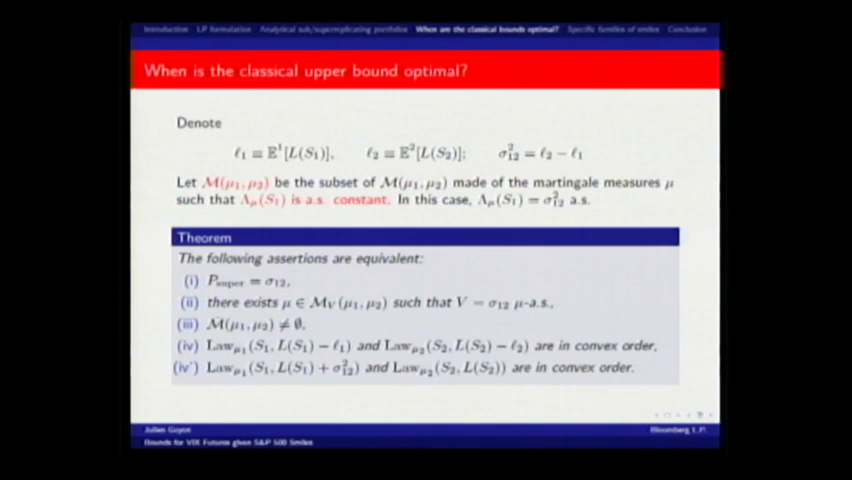 Introduction LP formulation Analytical sub/superreplicating portfolios When are the classical bounds optimal? Specific families of smiles Conclusion
When is the classical upper bound optimal?
Denote
ℓ₁ ≡ 𝔼¹[L(S₁)], ℓ₂ ≡ 𝔼²[L(S₂)]; σ₁₂² = ℓ₂ − ℓ₁
Let M̄(μ₁, μ₂) be the subset of M(μ₁, μ₂) made of the martingale measures μ
such that Λ_μ(S₁) is a.s. constant. In this case, Λ_μ(S₁) = σ₁₂² a.s.
Theorem
The following assertions are equivalent:
(i) P_super = σ₁₂,
(ii) there exists μ ∈ M_V(μ₁, μ₂) such that V = σ₁₂ μ-a.s.,
(iii) M̄(μ₁, μ₂) ≠ ∅,
(iv) Law_μ₁(S₁, L(S₁) − ℓ₁) and Law_μ₂(S₂, L(S₂) − ℓ₂) are in convex order,
(iv') Law_μ₁(S₁, L(S₁) + σ₁₂²) and Law_μ₂(S₂, L(S₂)) are in convex order.
Julien Guyon Bloomberg L.P.
Bounds for VIX Futures given S&P 500 Smiles